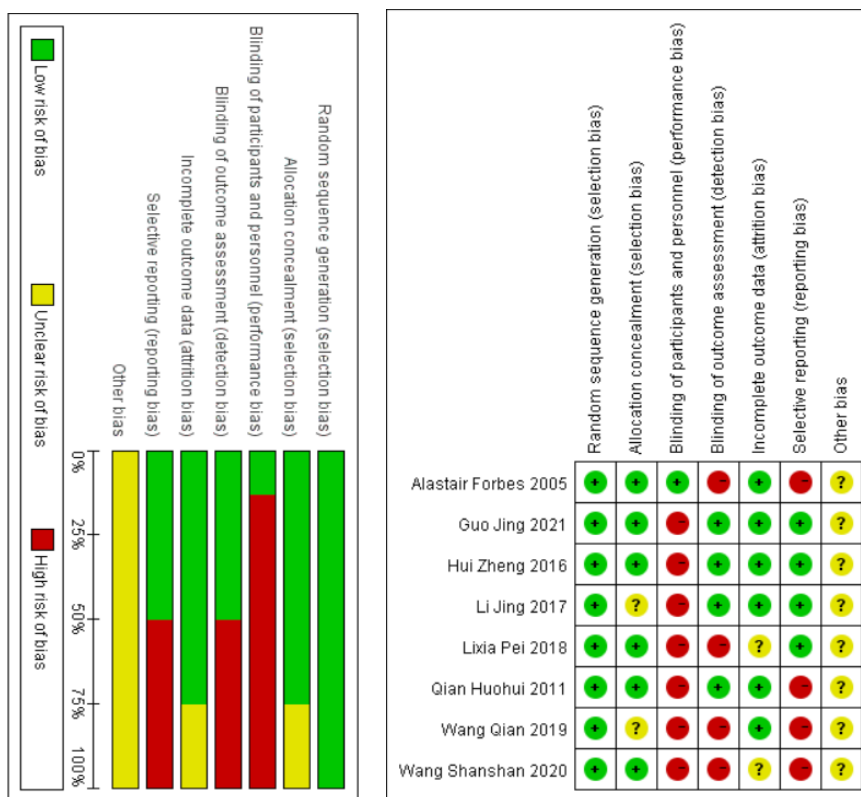 Random sequence generation (selection bias)
Allocation concealment (selection bias)
Blinding of participants and personnel (performance bias)
Blinding of outcome assessment (detection bias)
Incomplete outcome data (attrition bias)
Selective reporting (reporting bias)
Other bias
0%
25%
50%
75%
100%
Low risk of bias
Unclear risk of bias
High risk of bias
Random sequence generation (selection bias)
Allocation concealment (selection bias)
Blinding of participants and personnel (performance bias)
Blinding of outcome assessment (detection bias)
Incomplete outcome data (attrition bias)
Selective reporting (reporting bias)
Other bias
Alastair Forbes 2005 + + + - + - ?
Guo Jing 2021 + + - + + + ?
Hui Zheng 2016 + + - + + + ?
Li Jing 2017 + ? - + + + ?
Lixia Pei 2018 + + - - ? + ?
Qian Huohui 2011 + + - + + - ?
Wang Qian 2019 + ? - - + - ?
Wang Shanshan 2020 + + - - ? - ?